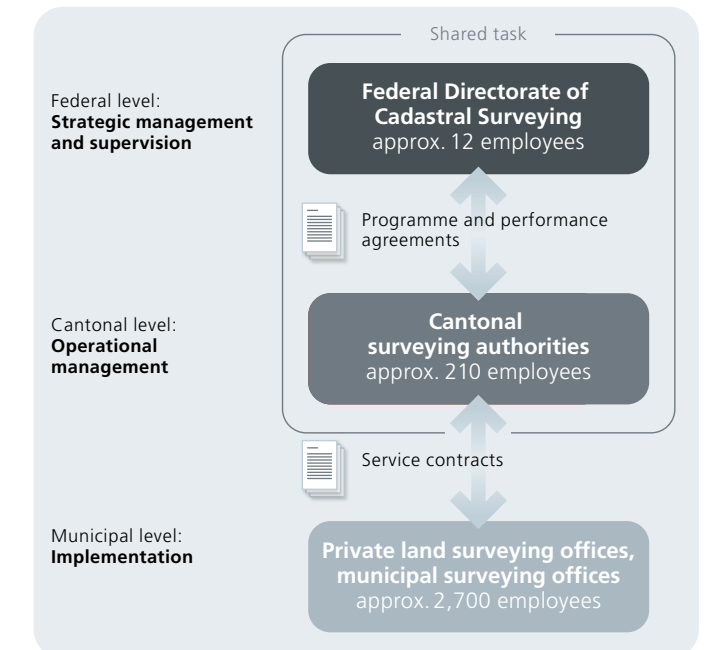 Shared task
Federal level:
Strategic management
and supervision
Federal Directorate of
Cadastral Surveying
approx. 12 employees
Programme and performance
agreements
Cantonal level:
Operational
management
Cantonal
surveying authorities
approx. 210 employees
Service contracts
Municipal level:
Implementation
Private land surveying offices,
municipal surveying offices
approx. 2,700 employees